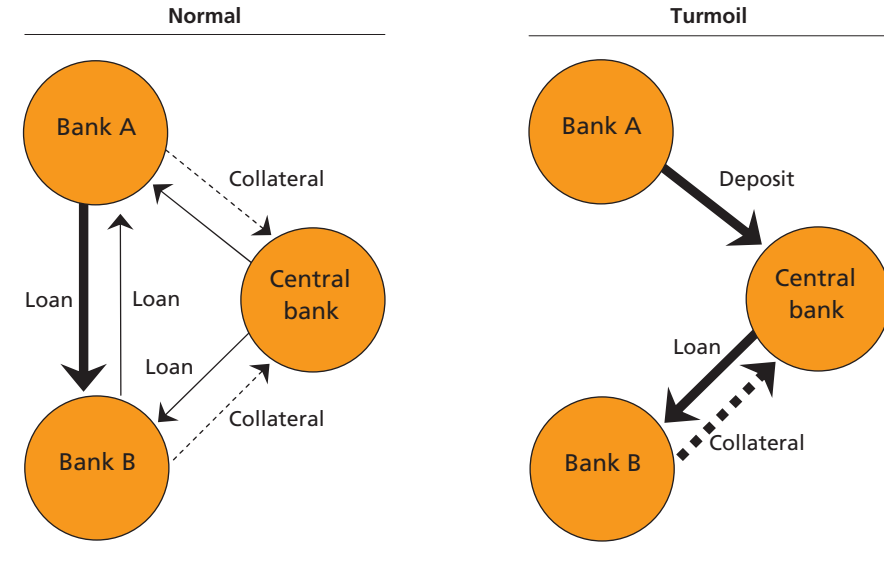 Normal
Bank A
Collateral
Central
bank
Loan
Loan
Loan
Collateral
Bank B
Turmoil
Bank A
Deposit
Central
bank
Loan
Collateral
Bank B